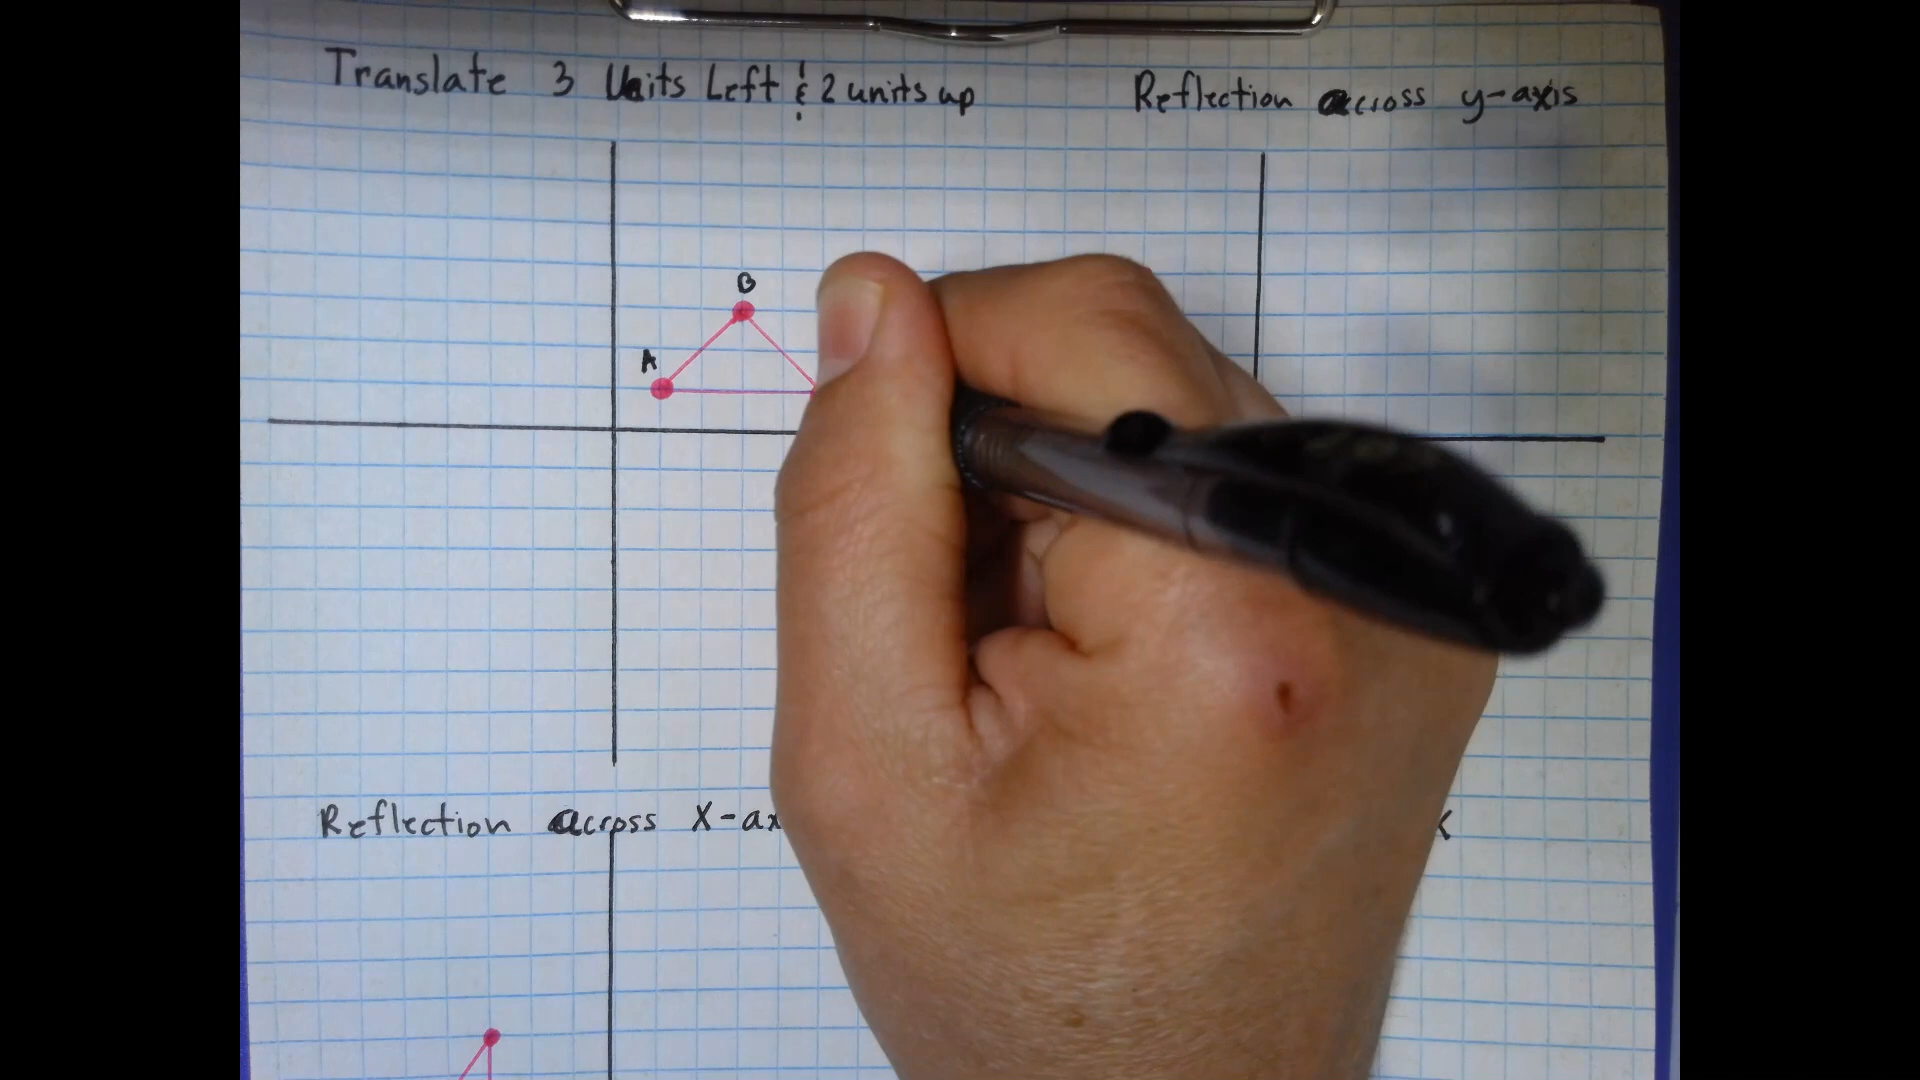 Translate 3 Units Left & 2 units up
Reflection across y-axis
B
A
Reflection across X-ax